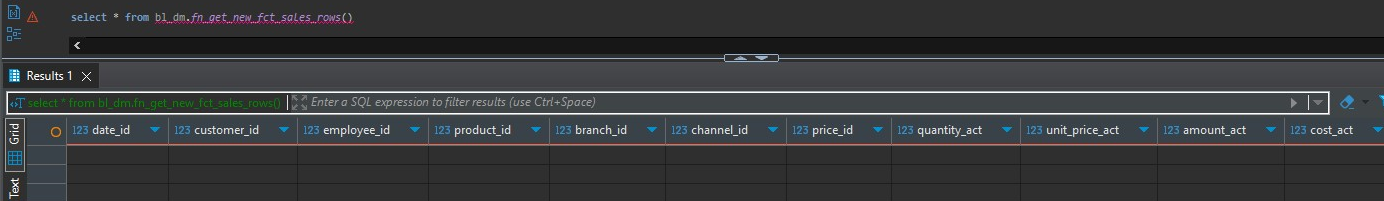 select * from bl_dm.fn_get_new_fct_sales_rows()
Results 1
select * from bl_dm.fn_get_new_fct_sales_rows() Enter a SQL expression to filter results (use Ctrl+Space)
Grid
123 date_id 123 customer_id 123 employee_id 123 product_id 123 branch_id 123 channel_id 123 price_id 123 quantity_act 123 unit_price_act 123 amount_act 123 cost_act
Text